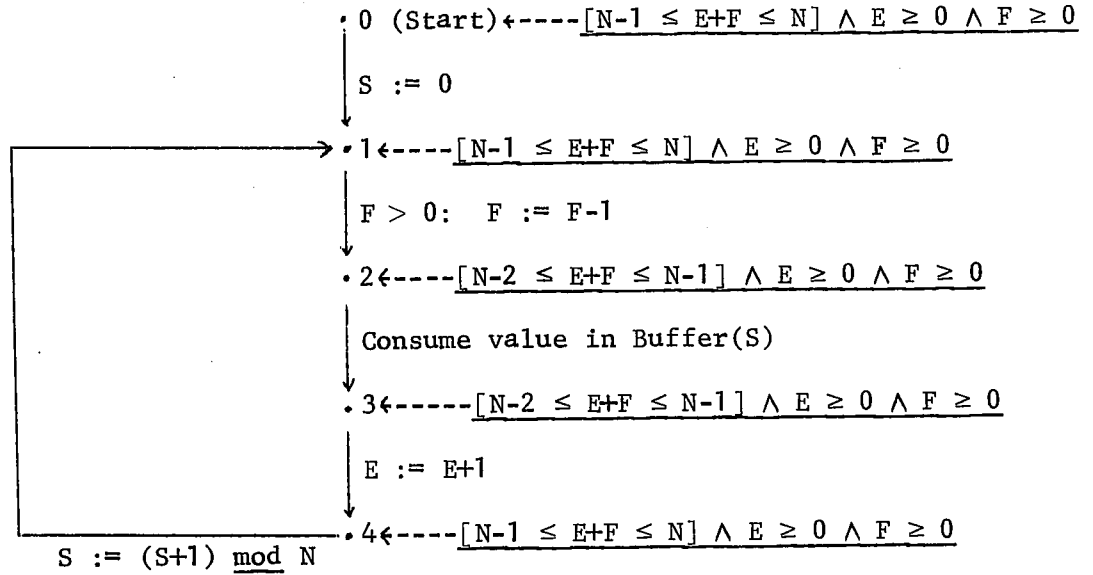 0 (Start)←----[N-1 ≤ E+F ≤ N] ∧ E ≥ 0 ∧ F ≥ 0
S := 0
1←----[N-1 ≤ E+F ≤ N] ∧ E ≥ 0 ∧ F ≥ 0
F > 0: F := F-1
2←----[N-2 ≤ E+F ≤ N-1] ∧ E ≥ 0 ∧ F ≥ 0
Consume value in Buffer(S)
3←-----[N-2 ≤ E+F ≤ N-1] ∧ E ≥ 0 ∧ F ≥ 0
E := E+1
4←----[N-1 ≤ E+F ≤ N] ∧ E ≥ 0 ∧ F ≥ 0
S := (S+1) mod N